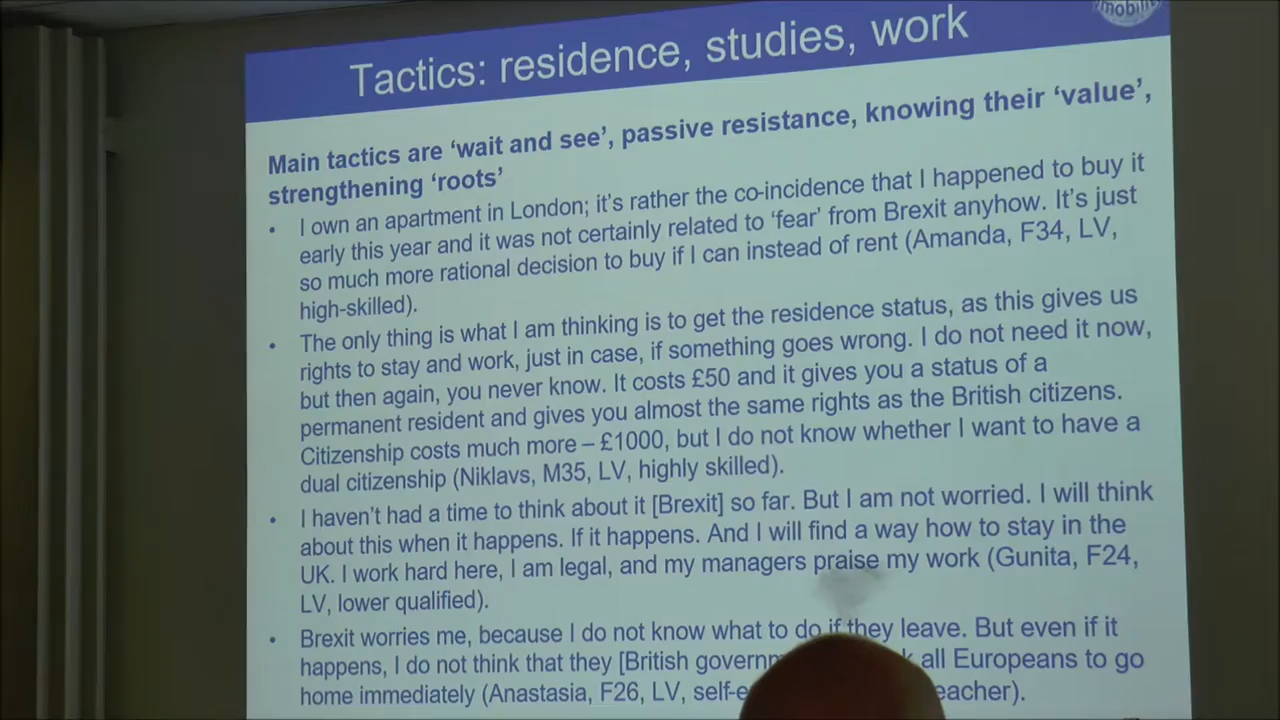 mobility
Tactics: residence, studies, work
Main tactics are ‘wait and see’, passive resistance, knowing their ‘value’,
strengthening ‘roots’
• I own an apartment in London; it’s rather the co-incidence that I happened to buy it
early this year and it was not certainly related to ‘fear’ from Brexit anyhow. It’s just
so much more rational decision to buy if I can instead of rent (Amanda, F34, LV,
high-skilled).
• The only thing is what I am thinking is to get the residence status, as this gives us
rights to stay and work, just in case, if something goes wrong. I do not need it now,
but then again, you never know. It costs £50 and it gives you a status of a
permanent resident and gives you almost the same rights as the British citizens.
Citizenship costs much more – £1000, but I do not know whether I want to have a
dual citizenship (Niklavs, M35, LV, highly skilled).
• I haven’t had a time to think about it [Brexit] so far. But I am not worried. I will think
about this when it happens. If it happens. And I will find a way how to stay in the
UK. I work hard here, I am legal, and my managers praise my work (Gunita, F24,
LV, lower qualified).
• Brexit worries me, because I do not know what to do if they leave. But even if it
happens, I do not think that they [British all Europeans to go
home immediately (Anastasia, F26, LV,